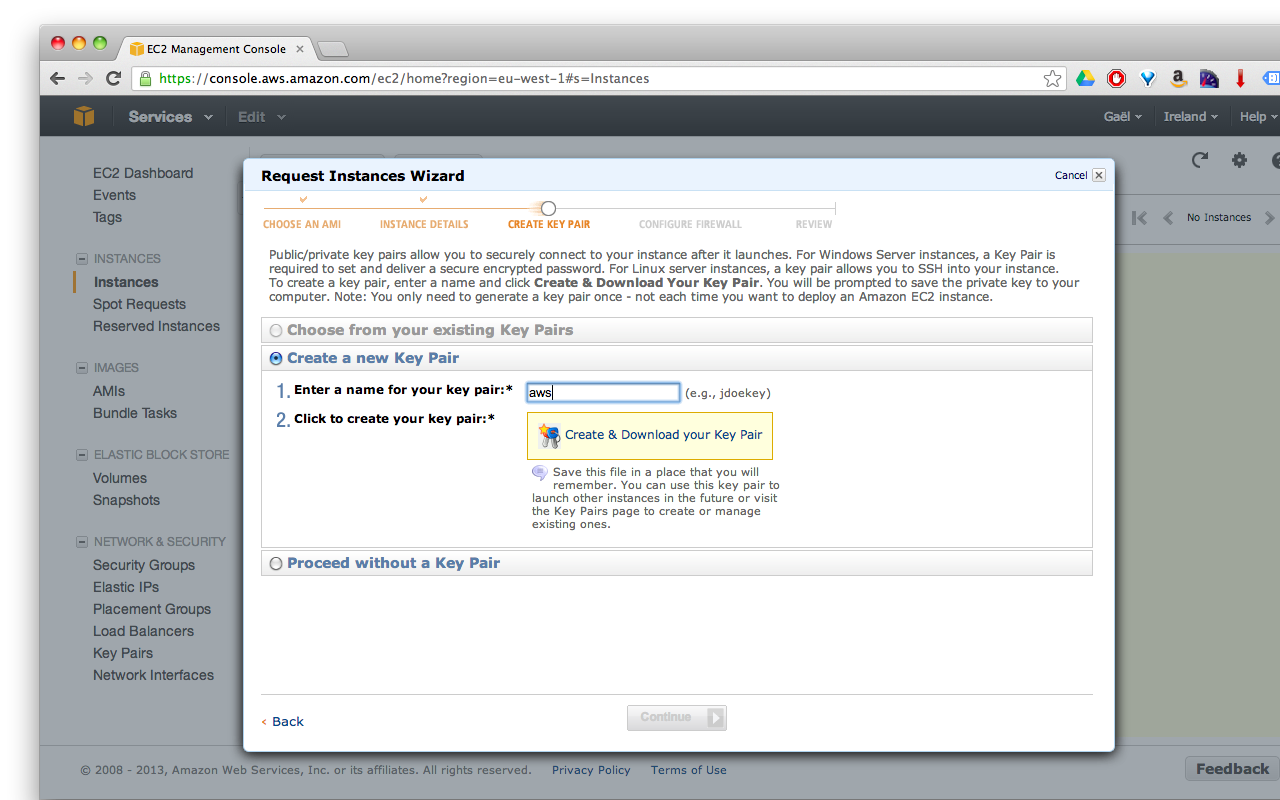 EC2 Management Console
https://console.aws.amazon.com/ec2/home?region=eu-west-1#s=Instances
Services Edit Gaël Ireland Help
EC2 Dashboard
Events
Tags
INSTANCES
Instances
Spot Requests
Reserved Instances
IMAGES
AMIs
Bundle Tasks
ELASTIC BLOCK STORE
Volumes
Snapshots
NETWORK & SECURITY
Security Groups
Elastic IPs
Placement Groups
Load Balancers
Key Pairs
Network Interfaces
No Instances
Request Instances Wizard
Cancel
CHOOSE AN AMI INSTANCE DETAILS CREATE KEY PAIR CONFIGURE FIREWALL REVIEW
Public/private key pairs allow you to securely connect to your instance after it launches. For Windows Server instances, a Key Pair is
required to set and deliver a secure encrypted password. For Linux server instances, a key pair allows you to SSH into your instance.
To create a key pair, enter a name and click Create & Download Your Key Pair. You will be prompted to save the private key to your
computer. Note: You only need to generate a key pair once - not each time you want to deploy an Amazon EC2 instance.
Choose from your existing Key Pairs
Create a new Key Pair
1. Enter a name for your key pair:* aws (e.g., jdoekey)
2. Click to create your key pair:*
Create & Download your Key Pair
Save this file in a place that you will
remember. You can use this key pair to
launch other instances in the future or visit
the Key Pairs page to create or manage
existing ones.
Proceed without a Key Pair
< Back
Continue
© 2008 - 2013, Amazon Web Services, Inc. or its affiliates. All rights reserved. Privacy Policy Terms of Use
Feedback